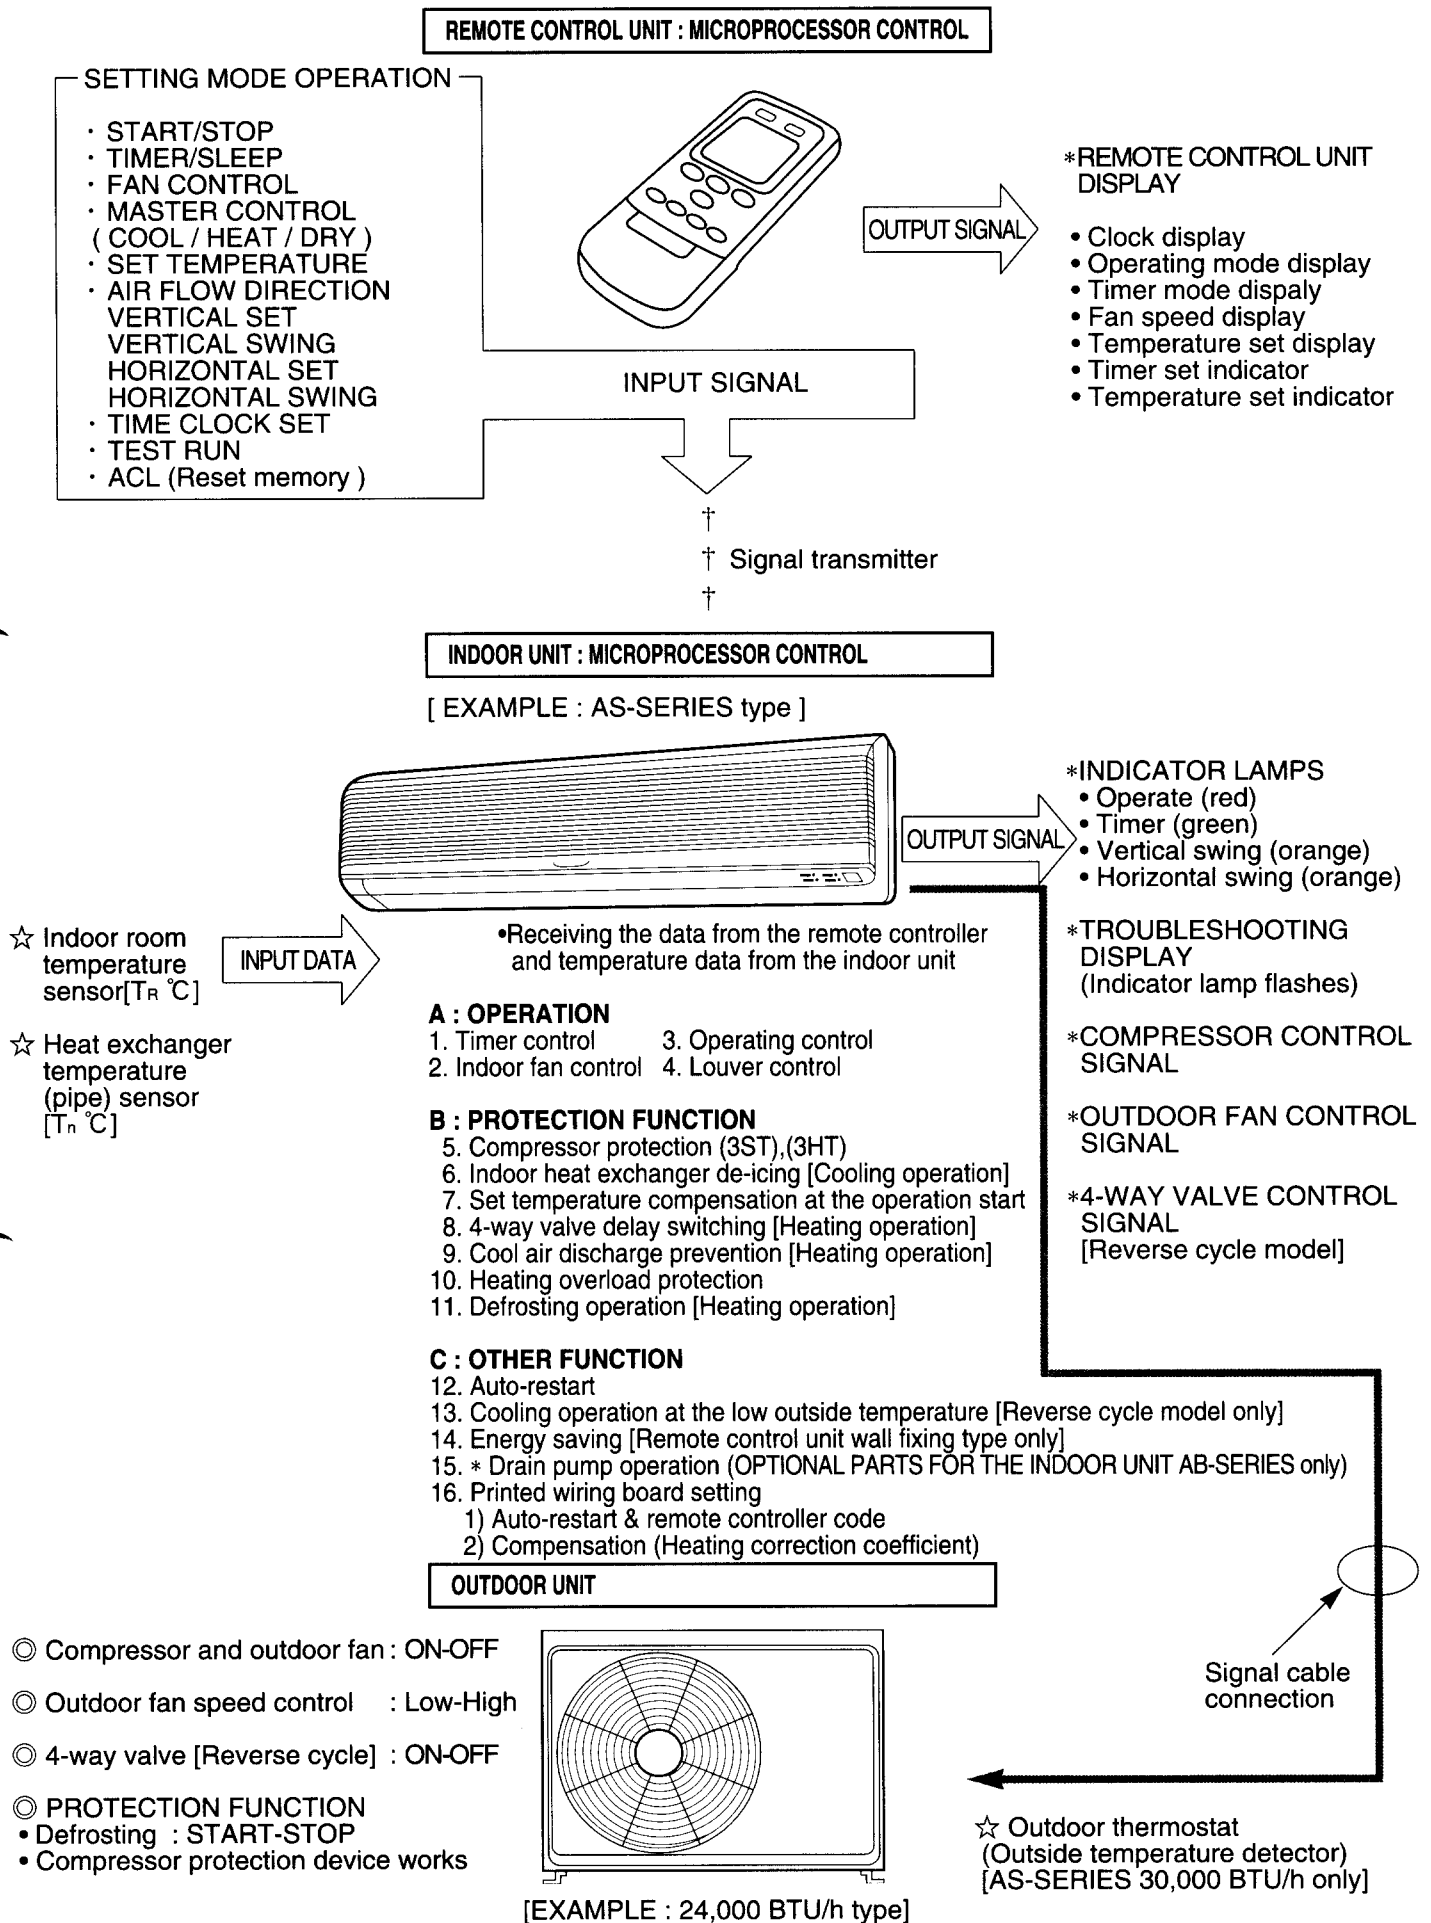 REMOTE CONTROL UNIT : MICROPROCESSOR CONTROL
SETTING MODE OPERATION
· START/STOP
· TIMER/SLEEP
· FAN CONTROL
· MASTER CONTROL
( COOL / HEAT / DRY )
· SET TEMPERATURE
· AIR FLOW DIRECTION
VERTICAL SET
VERTICAL SWING
HORIZONTAL SET
HORIZONTAL SWING
· TIME CLOCK SET
· TEST RUN
· ACL (Reset memory )
INPUT SIGNAL
OUTPUT SIGNAL
*REMOTE CONTROL UNIT
DISPLAY
• Clock display
• Operating mode display
• Timer mode dispaly
• Fan speed display
• Temperature set display
• Timer set indicator
• Temperature set indicator
†
† Signal transmitter
†
INDOOR UNIT : MICROPROCESSOR CONTROL
[ EXAMPLE : AS-SERIES type ]
☆ Indoor room
temperature
sensor[TR ℃]
☆ Heat exchanger
temperature
(pipe) sensor
[Tn ℃]
INPUT DATA
OUTPUT SIGNAL
•Receiving the data from the remote controller
and temperature data from the indoor unit
A : OPERATION
1. Timer control 3. Operating control
2. Indoor fan control 4. Louver control
B : PROTECTION FUNCTION
5. Compressor protection (3ST),(3HT)
6. Indoor heat exchanger de-icing [Cooling operation]
7. Set temperature compensation at the operation start
8. 4-way valve delay switching [Heating operation]
9. Cool air discharge prevention [Heating operation]
10. Heating overload protection
11. Defrosting operation [Heating operation]
C : OTHER FUNCTION
12. Auto-restart
13. Cooling operation at the low outside temperature [Reverse cycle model only]
14. Energy saving [Remote control unit wall fixing type only]
15. * Drain pump operation (OPTIONAL PARTS FOR THE INDOOR UNIT AB-SERIES only)
16. Printed wiring board setting
1) Auto-restart & remote controller code
2) Compensation (Heating correction coefficient)
*INDICATOR LAMPS
• Operate (red)
• Timer (green)
• Vertical swing (orange)
• Horizontal swing (orange)
*TROUBLESHOOTING
DISPLAY
(Indicator lamp flashes)
*COMPRESSOR CONTROL
SIGNAL
*OUTDOOR FAN CONTROL
SIGNAL
*4-WAY VALVE CONTROL
SIGNAL
[Reverse cycle model]
OUTDOOR UNIT
◎ Compressor and outdoor fan : ON-OFF
◎ Outdoor fan speed control : Low-High
◎ 4-way valve [Reverse cycle] : ON-OFF
◎ PROTECTION FUNCTION
• Defrosting : START-STOP
• Compressor protection device works
[EXAMPLE : 24,000 BTU/h type]
Signal cable
connection
☆ Outdoor thermostat
(Outside temperature detector)
[AS-SERIES 30,000 BTU/h only]